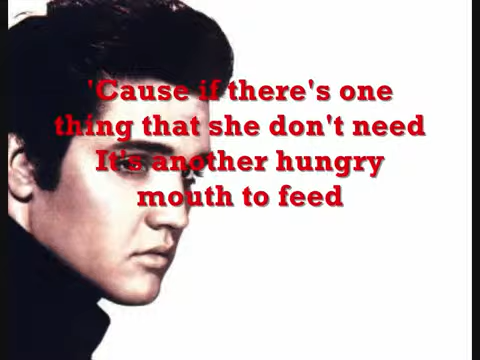 'Cause if there's one
thing that she don't need
It's another hungry
mouth to feed